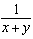 1/(x + y)